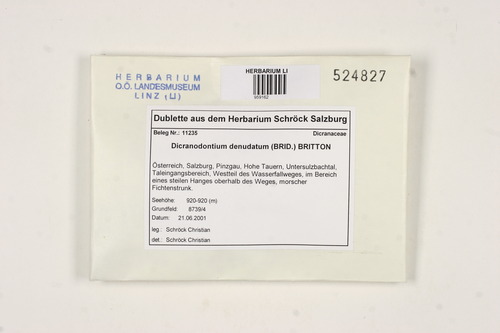 HERBARIUM
O.Ö. LANDESMUSEUM
LINZ (LI)
HERBARIUM LI
959162
524827
Dublette aus dem Herbarium Schröck Salzburg
Beleg Nr.: 11235 Dicranaceae
Dicranodontium denudatum (BRID.) BRITTON
Österreich, Salzburg, Pinzgau, Hohe Tauern, Untersulzbachtal,
Taleingangsbereich, Westteil des Wasserfallweges, im Bereich
eines steilen Hanges oberhalb des Weges, morscher
Fichtenstrunk.
Seehöhe: 920-920 (m)
Grundfeld: 8739/4
Datum: 21.06.2001
leg.: Schröck Christian
det.: Schröck Christian